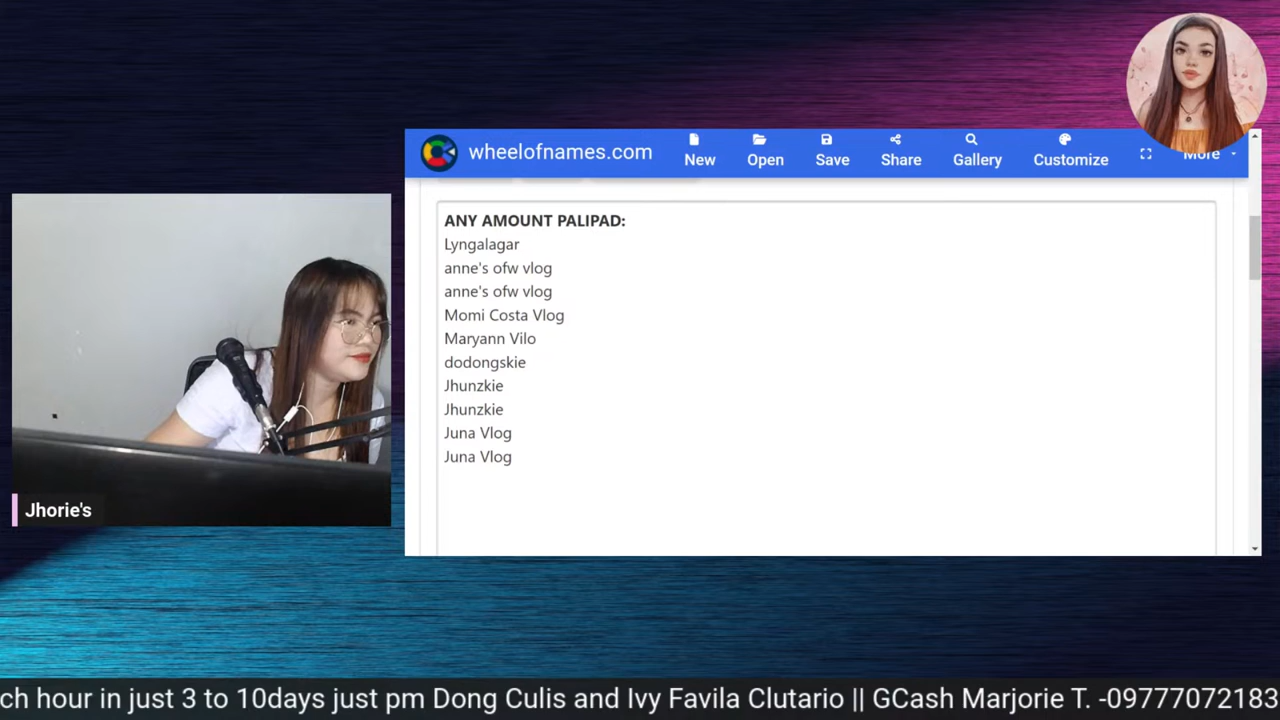 wheelofnames.com
New
Open
Save
Share
Gallery
Customize
More
ANY AMOUNT PALIPAD:
Lyngalagar
anne's ofw vlog
anne's ofw vlog
Momi Costa Vlog
Maryann Vilo
dodongskie
Jhunzkie
Jhunzkie
Juna Vlog
Juna Vlog
Jhorie's
ch hour in just 3 to 10days just pm Dong Culis and Ivy Favila Clutario || GCash Marjorie T. -09777072183